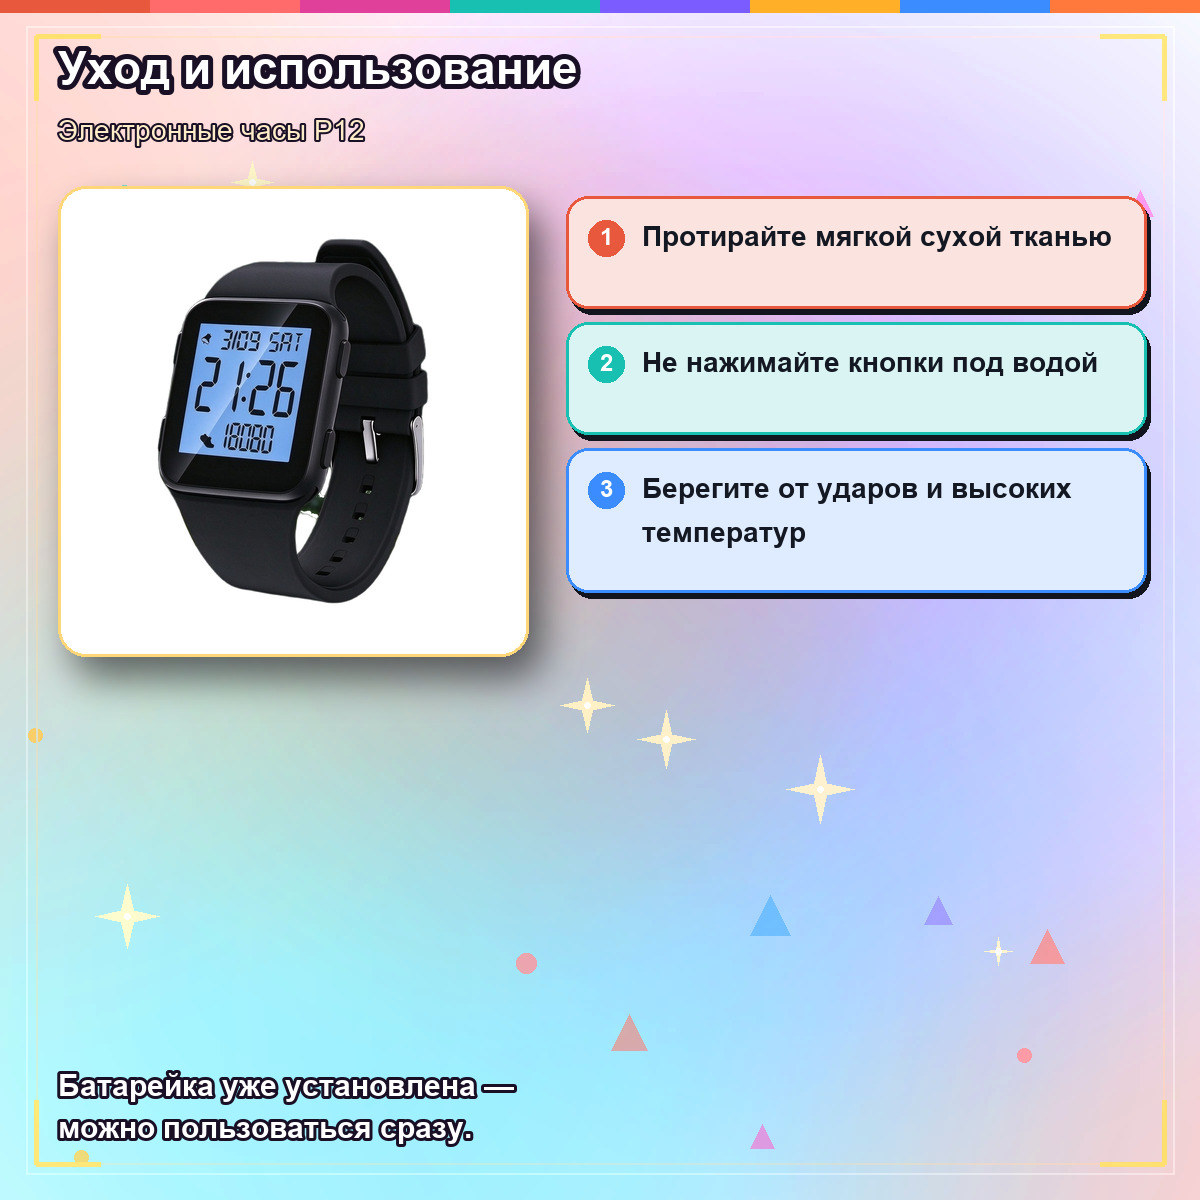 Уход и использование
Электронные часы P12
3109 SAT
21:26
18080
1 Протирайте мягкой сухой тканью
2 Не нажимайте кнопки под водой
3 Берегите от ударов и высоких
температур
Батарейка уже установлена —
можно пользоваться сразу.